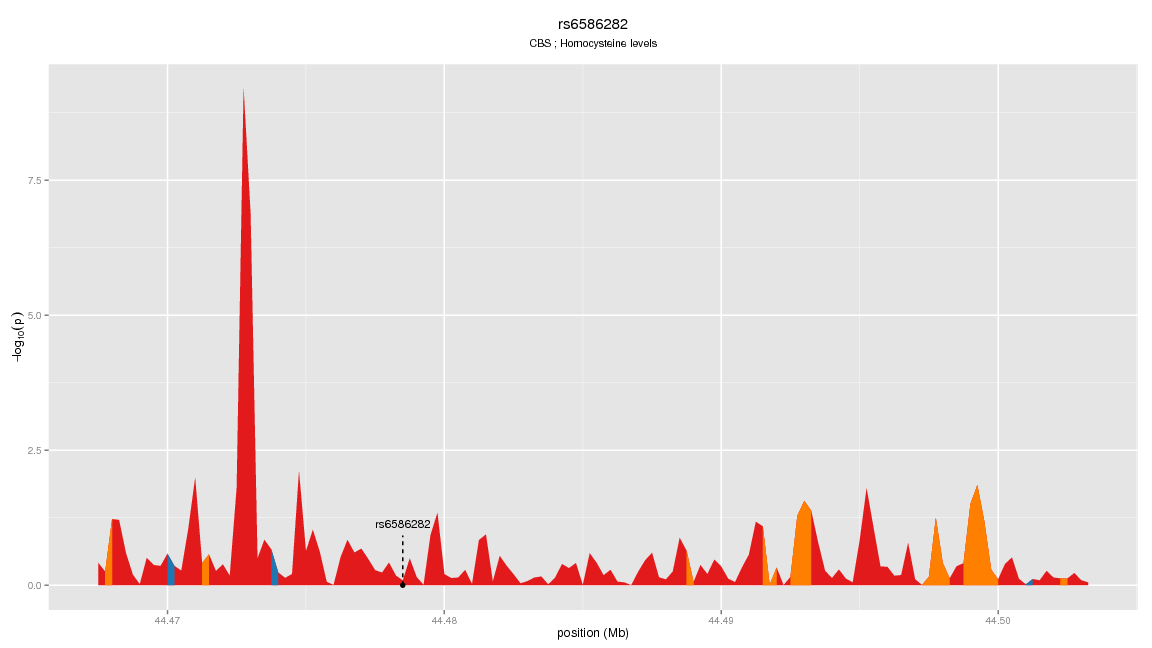 rs6586282
CBS ; Homocysteine levels
7.5
5.0
2.5
0.0
−log10(p)
rs6586282
44.47
44.48
44.49
44.50
position (Mb)